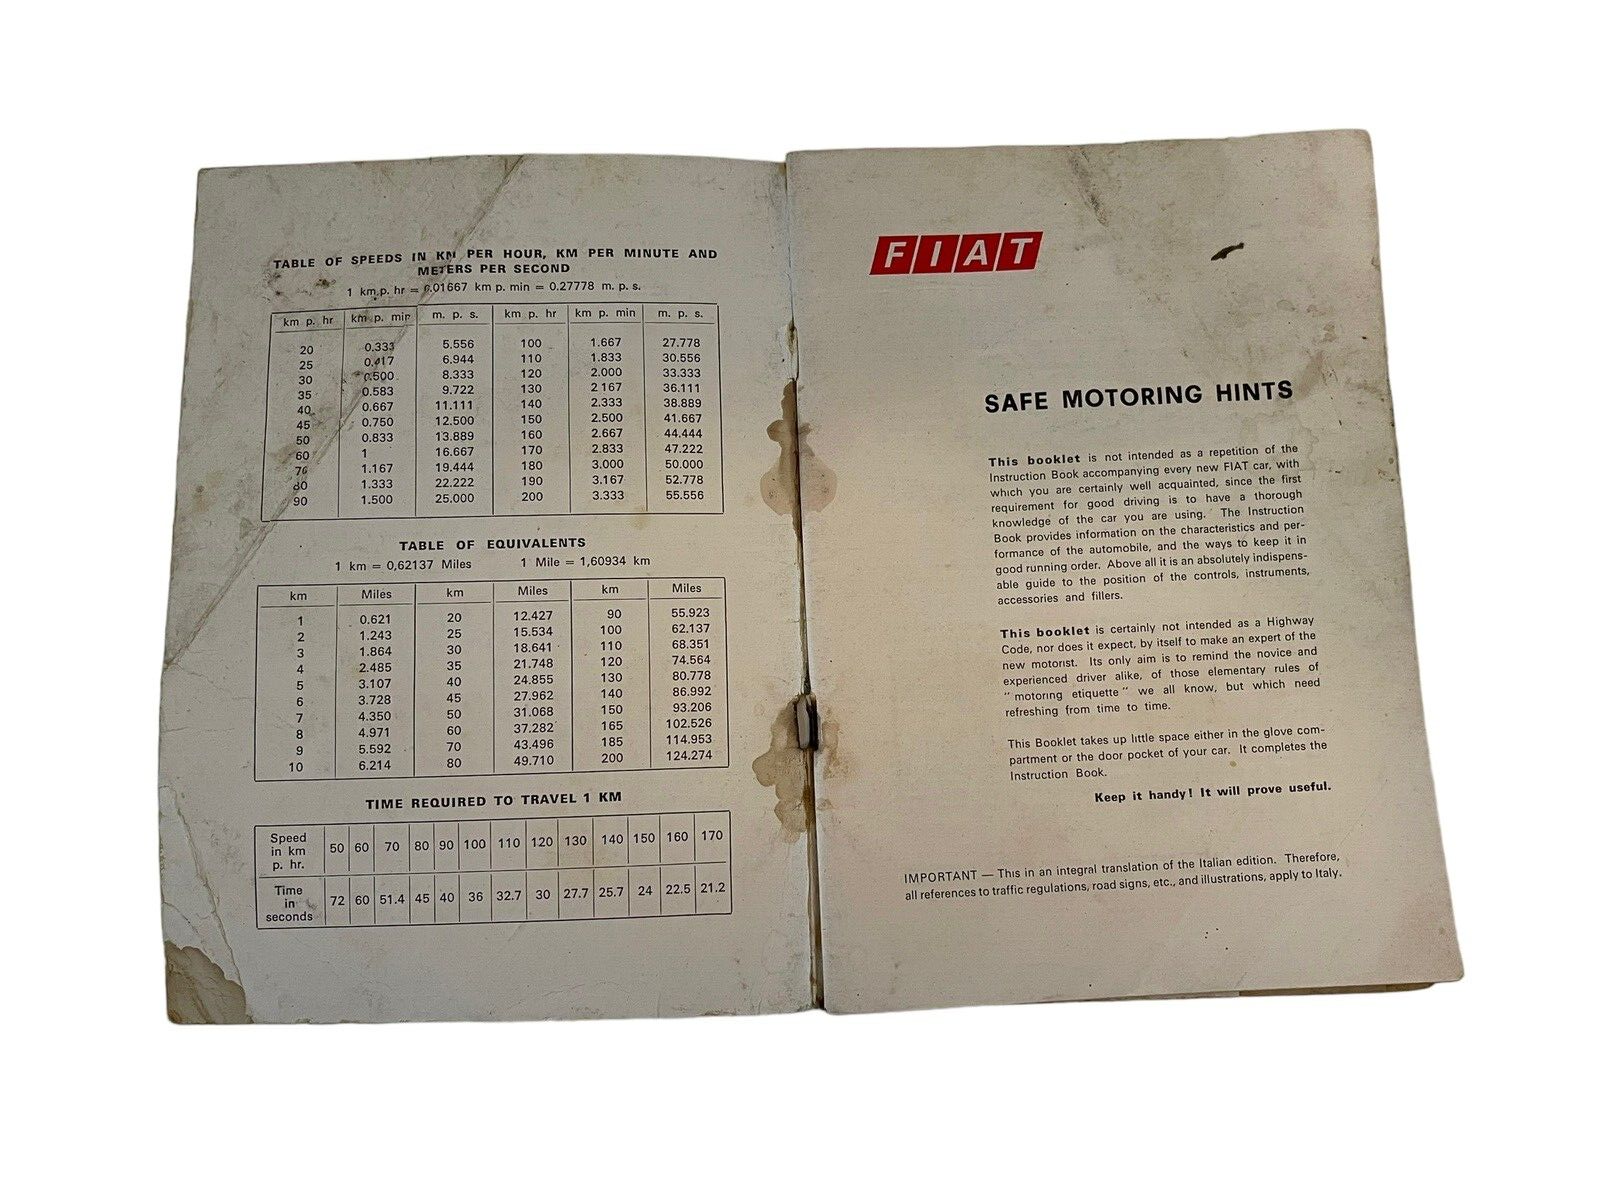 TABLE OF SPEEDS IN KM PER HOUR, KM PER MINUTE AND
METERS PER SECOND
1 km.p. hr = 0.01667 km p. min = 0.27778 m. p. s.
km p. hr km p. min m. p. s. km p. hr km p. min m. p. s.
20 0.333 5.556 100 1.667 27.778
25 0.417 6.944 110 1.833 30.556
30 0.500 8.333 120 2.000 33.333
35 0.583 9.722 130 2 167 36.111
40 0.667 11.111 140 2.333 38.889
45 0.750 12.500 150 2.500 41.667
50 0.833 13.889 160 2.667 44.444
60 1 16.667 170 2.833 47.222
70 1.167 19.444 180 3.000 50.000
80 1.333 22.222 190 3.167 52.778
90 1.500 25.000 200 3.333 55.556
TABLE OF EQUIVALENTS
1 km = 0,62137 Miles 1 Mile = 1,60934 km
km Miles km Miles km Miles
1 0.621 20 12.427 90 55.923
2 1.243 25 15.534 100 62.137
3 1.864 30 18.641 110 68.351
4 2.485 35 21.748 120 74.564
5 3.107 40 24.855 130 80.778
6 3.728 45 27.962 140 86.992
7 4.350 50 31.068 150 93.206
8 4.971 60 37.282 165 102.526
9 5.592 70 43.496 185 114.953
10 6.214 80 49.710 200 124.274
TIME REQUIRED TO TRAVEL 1 KM
Speed
in km
p. hr.
50 60 70 80 90 100 110 120 130 140 150 160 170
Time
in
seconds
72 60 51.4 45 40 36 32.7 30 27.7 25.7 24 22.5 21.2
FIAT
SAFE MOTORING HINTS
This booklet is not intended as a repetition of the
Instruction Book accompanying every new FIAT car, with
which you are certainly well acquainted, since the first
requirement for good driving is to have a thorough
knowledge of the car you are using. The Instruction
Book provides information on the characteristics and per-
formance of the automobile, and the ways to keep it in
good running order. Above all it is an absolutely indispens-
able guide to the position of the controls, instruments,
accessories and fillers.
This booklet is certainly not intended as a Highway
Code, nor does it expect, by itself to make an expert of the
new motorist. Its only aim is to remind the novice and
experienced driver alike, of those elementary rules of
" motoring etiquette " we all know, but which need
refreshing from time to time.
This Booklet takes up little space either in the glove com-
partment or the door pocket of your car. It completes the
Instruction Book.
Keep it handy! It will prove useful.
IMPORTANT — This in an integral translation of the Italian edition. Therefore,
all references to traffic regulations, road signs, etc., and illustrations, apply to Italy.